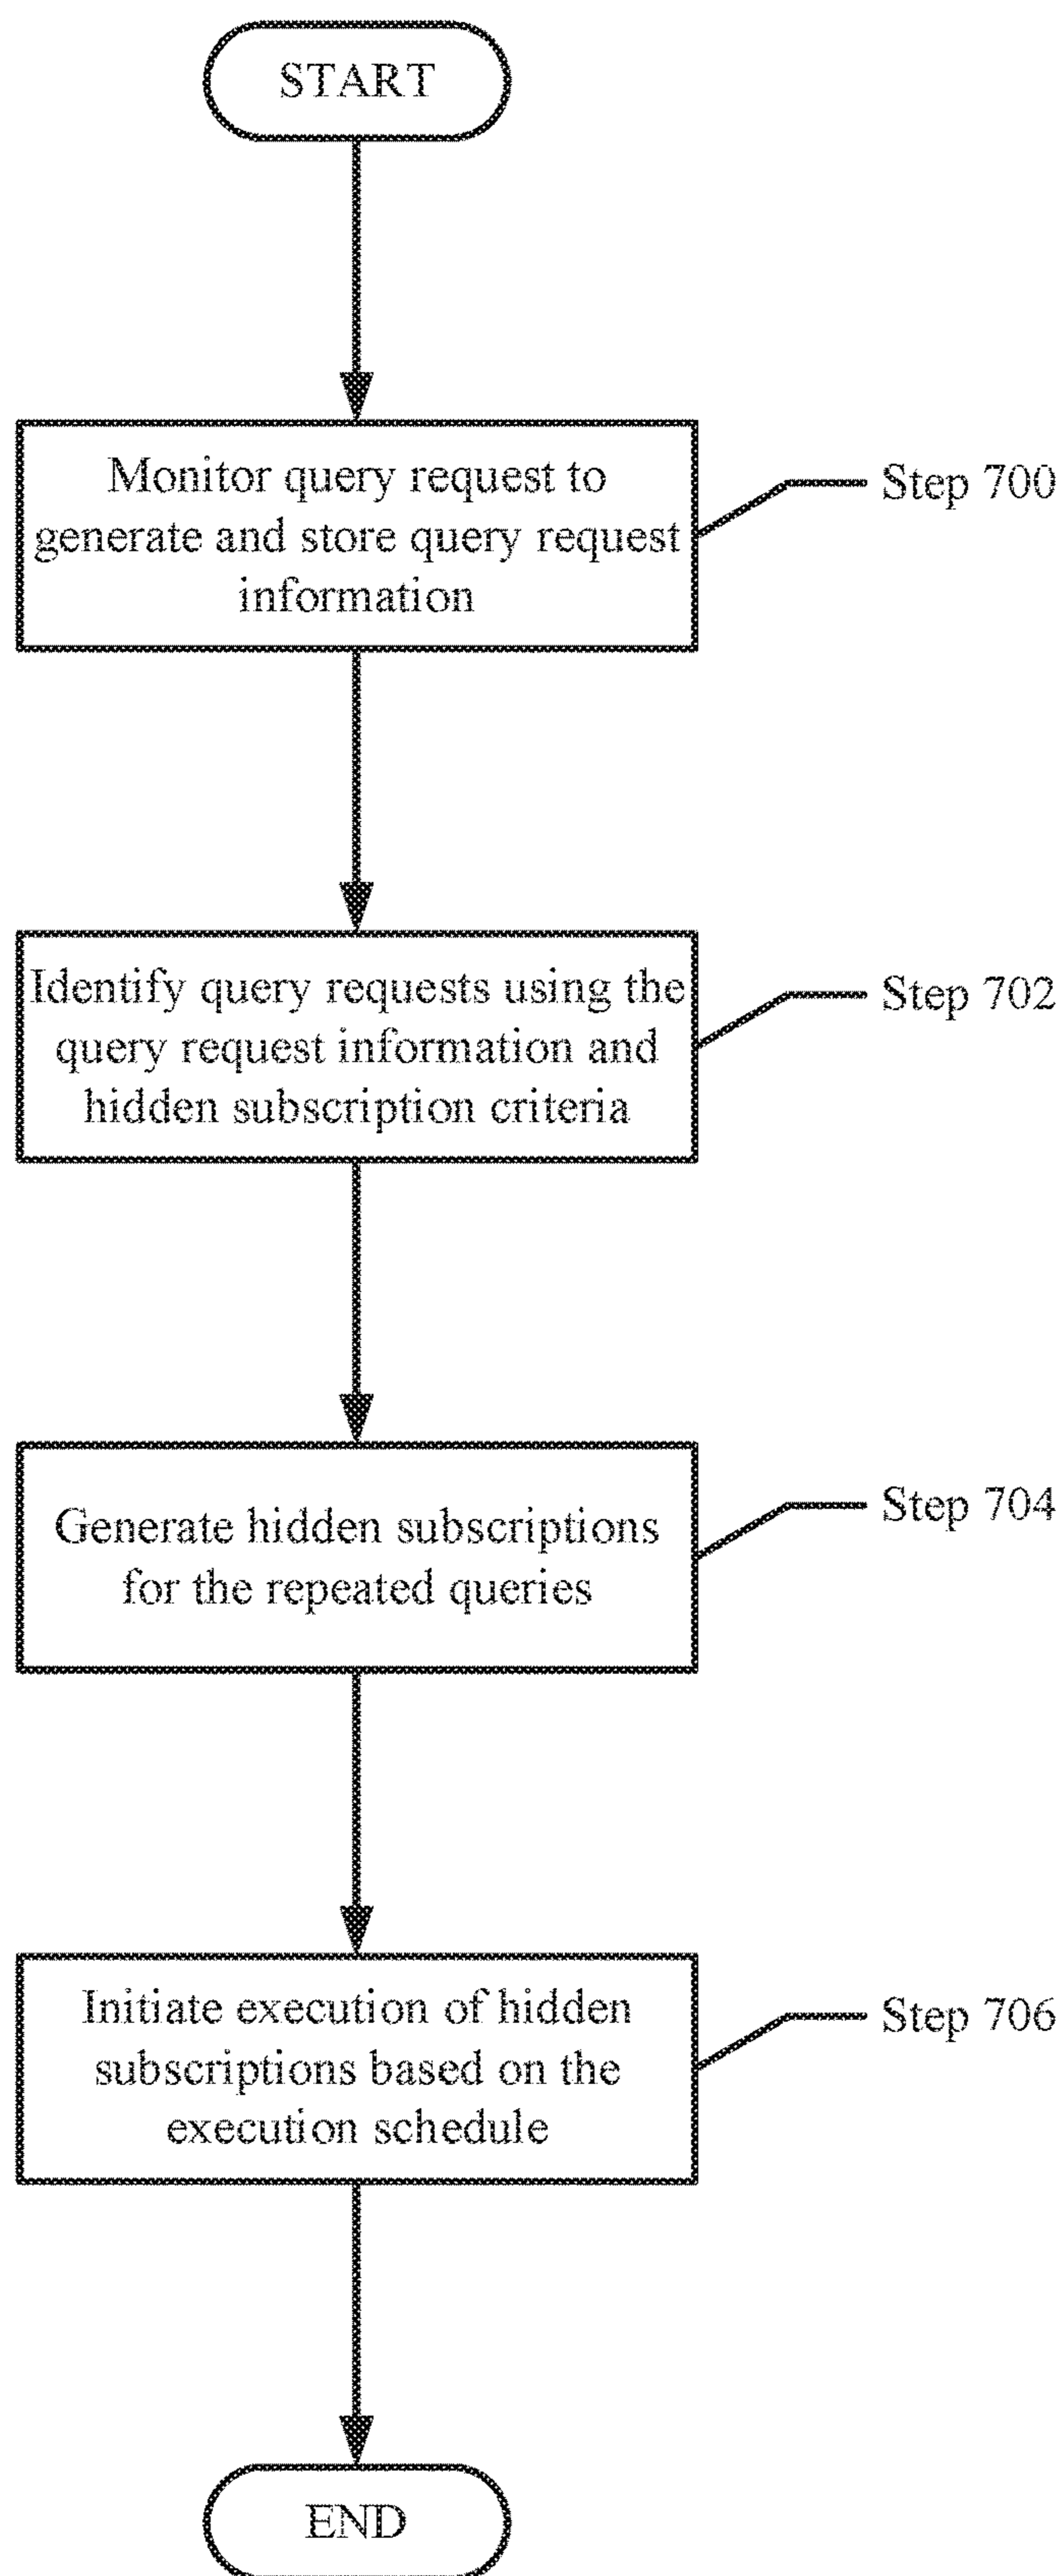 START
Monitor query request to
generate and store query request
information
Step 700
Identify query requests using the
query request information and
hidden subscription criteria
Step 702
Generate hidden subscriptions
for the repeated queries
Step 704
Initiate execution of hidden
subscriptions based on the
execution schedule
Step 706
END